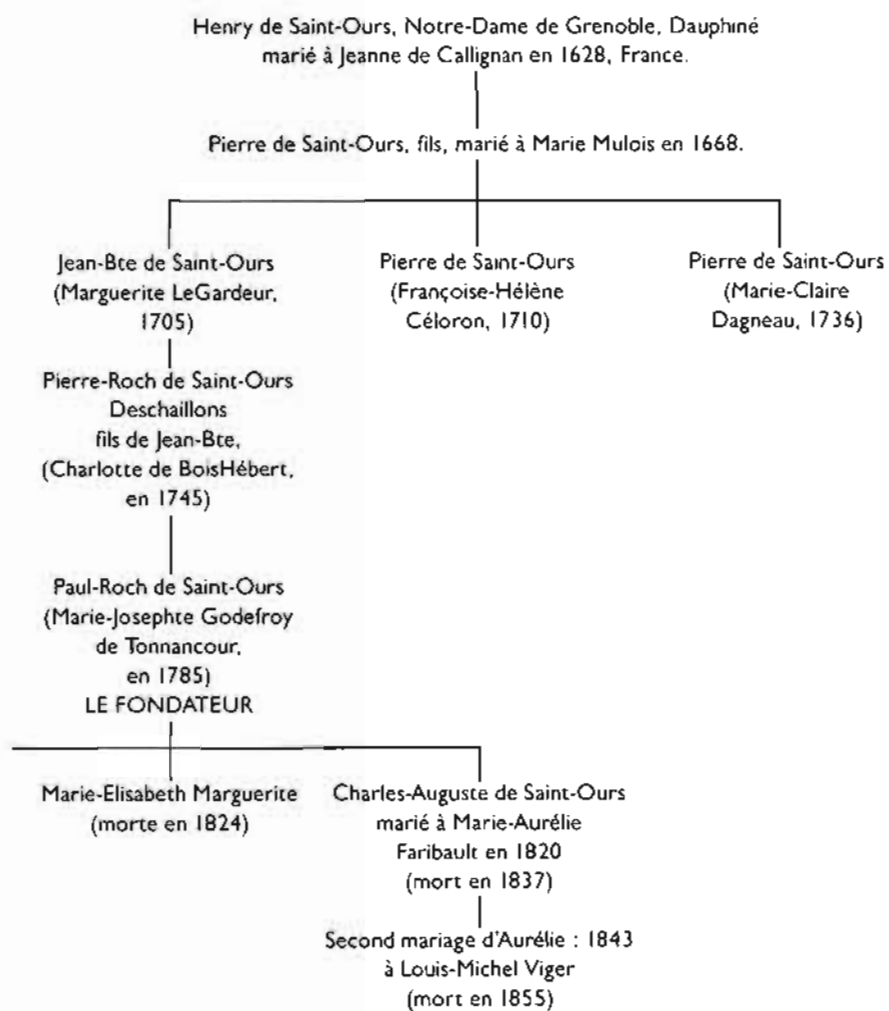 Henry de Saint-Ours, Notre-Dame de Grenoble, Dauphiné
marié à Jeanne de Callignan en 1628, France.
Pierre de Saint-Ours, fils, marié à Marie Mulois en 1668.
Jean-Bte de Saint-Ours
(Marguerite LeGardeur,
1705)
Pierre de Saint-Ours
(Françoise-Hélène
Céloron, 1710)
Pierre de Saint-Ours
(Marie-Claire
Dagneau, 1736)
Pierre-Roch de Saint-Ours
Deschaillons
fils de Jean-Bte,
(Charlotte de BoisHébert,
en 1745)
Paul-Roch de Saint-Ours
(Marie-Josephte Godefroy
de Tonnancour,
en 1785)
LE FONDATEUR
Marie-Elisabeth Marguerite
(morte en 1824)
Charles-Auguste de Saint-Ours
marié à Marie-Aurélie
Faribault en 1820
(mort en 1837)
Second mariage d'Aurélie : 1843
à Louis-Michel Viger
(mort en 1855)